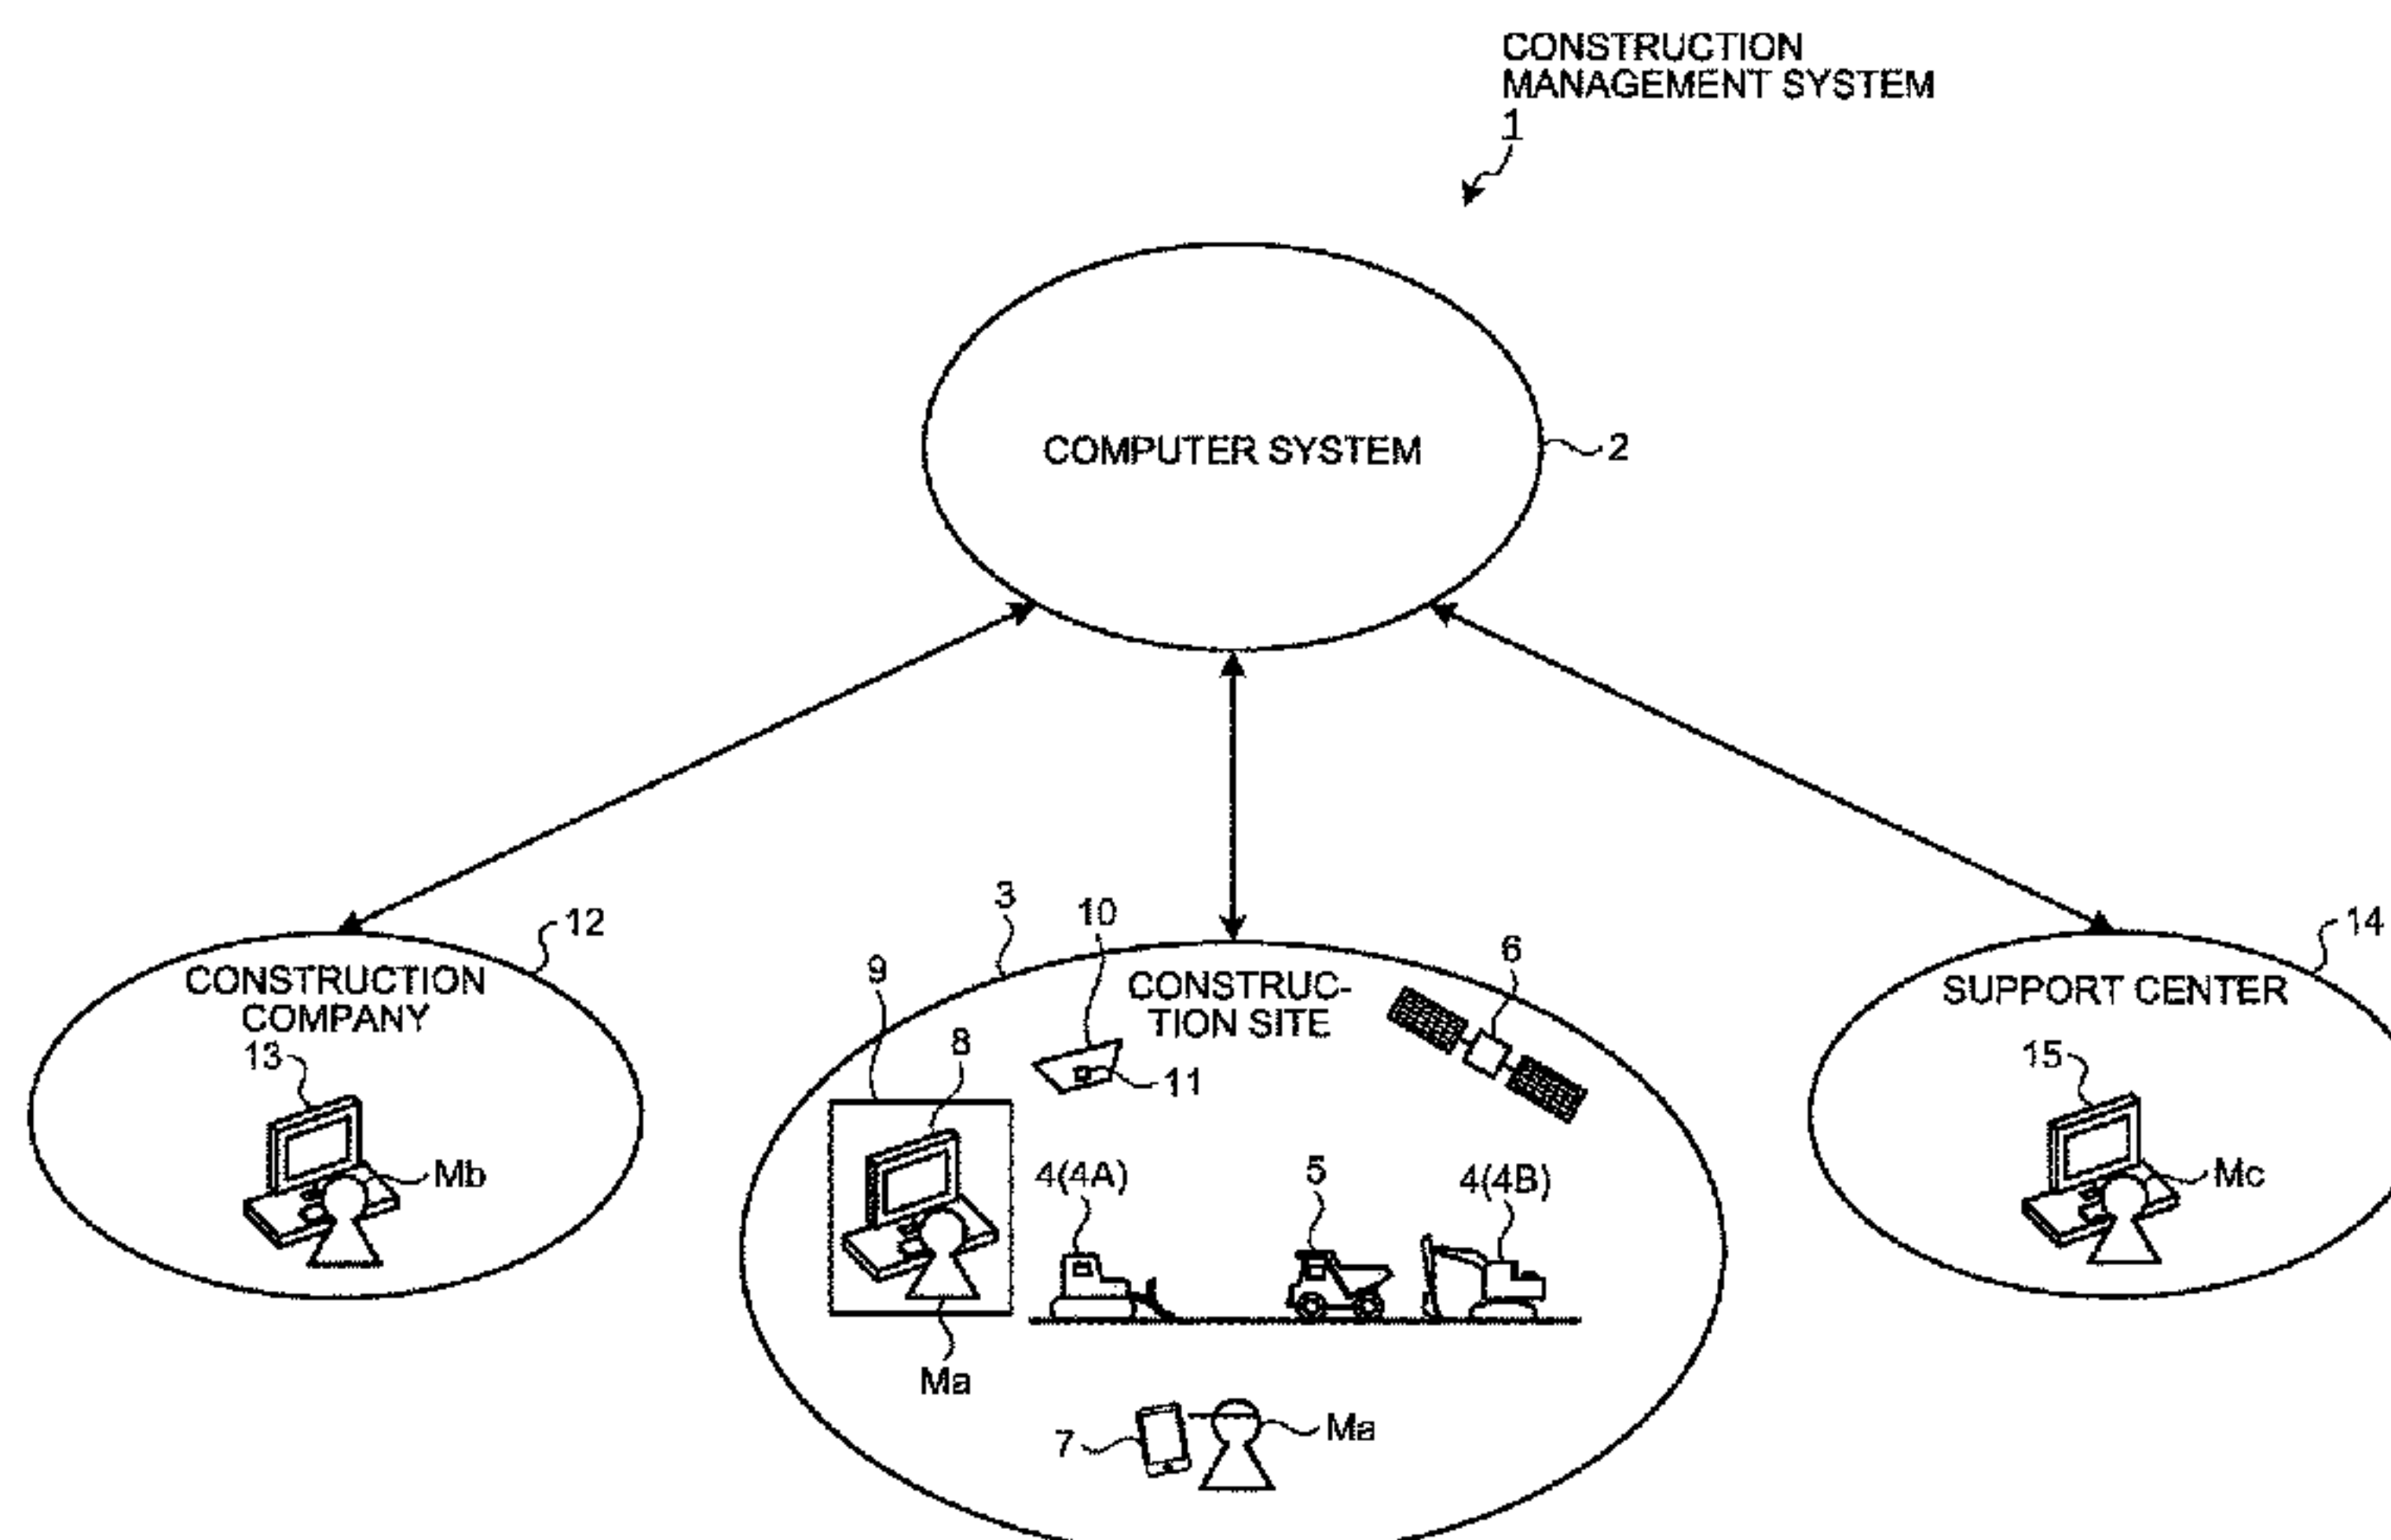 CONSTRUCTION
MANAGEMENT SYSTEM
1
COMPUTER SYSTEM
2
12
CONSTRUCTION
COMPANY
13
Mb
3
10
9
8
CONSTRUC-
TION SITE
6
11
4(4A)
5
4(4B)
Ma
7
Ma
14
SUPPORT CENTER
15
Mc